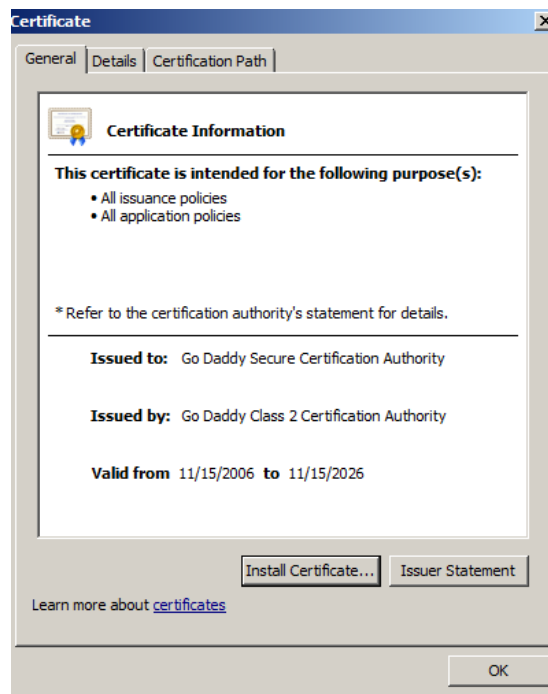 Certificate
General
Details
Certification Path
Certificate Information
This certificate is intended for the following purpose(s):
• All issuance policies
• All application policies
* Refer to the certification authority's statement for details.
Issued to: Go Daddy Secure Certification Authority
Issued by: Go Daddy Class 2 Certification Authority
Valid from 11/15/2006 to 11/15/2026
Install Certificate...
Issuer Statement
Learn more about certificates
OK